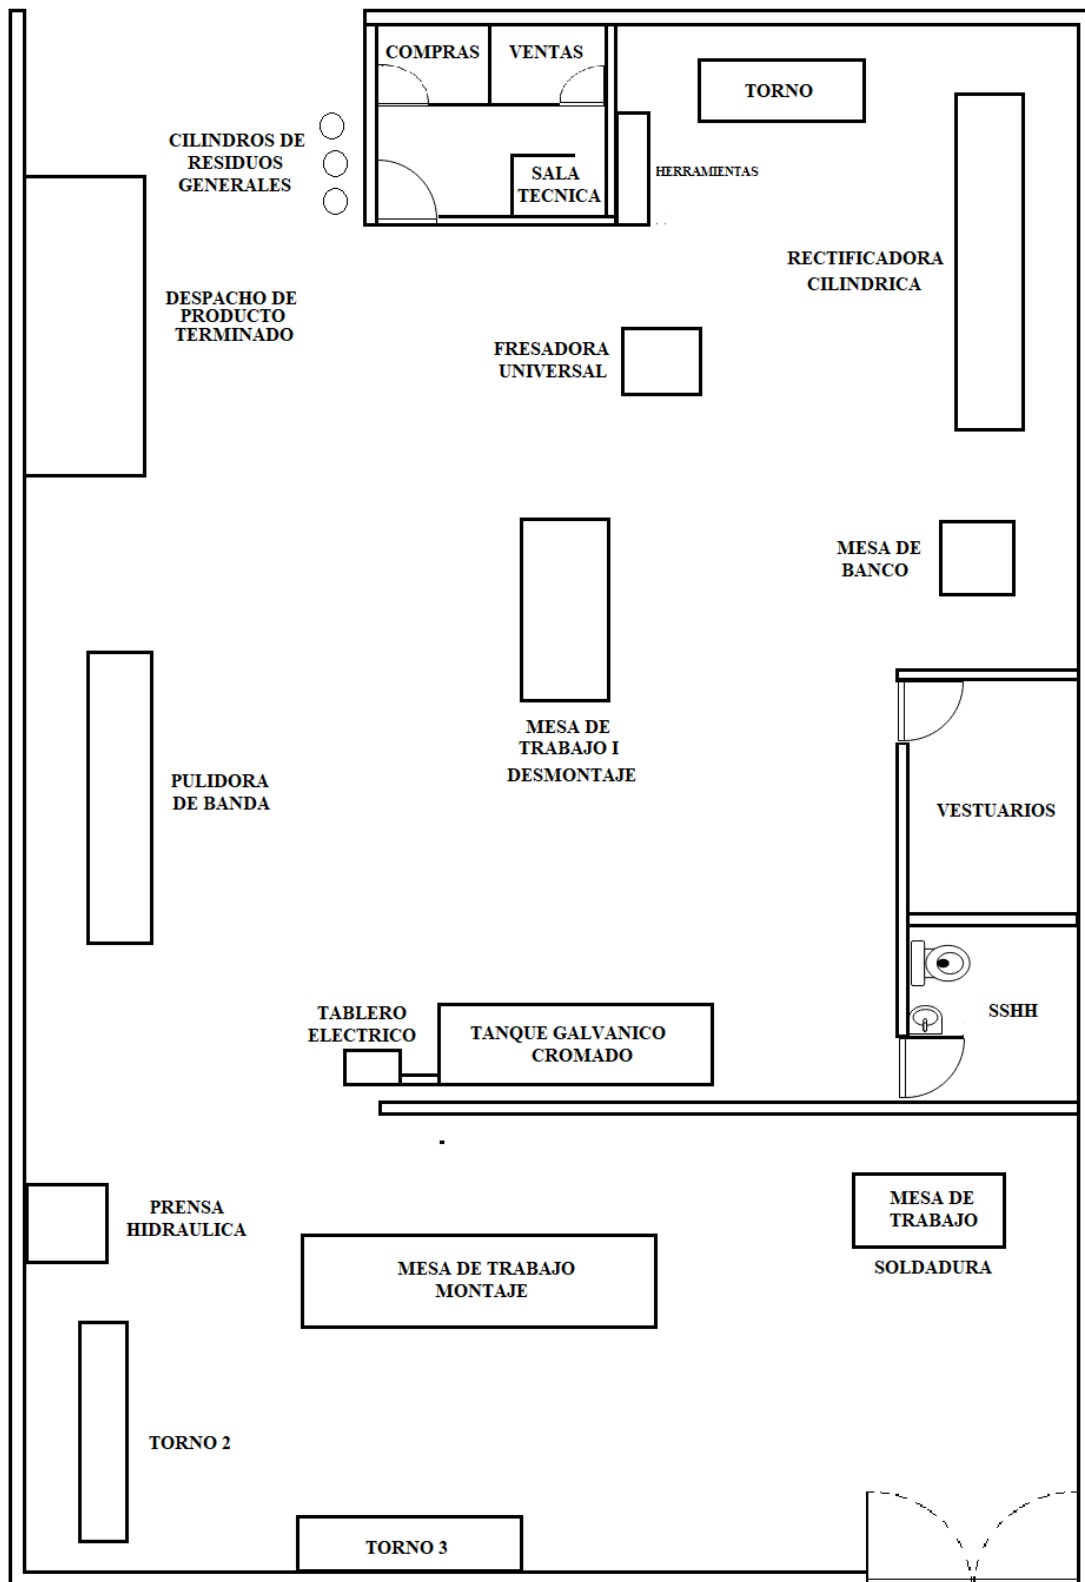 COMPRAS
VENTAS
TORNO
CILINDROS DE
RESIDUOS
GENERALES
SALA
TECNICA
HERRAMIENTAS
RECTIFICADORA
CILINDRICA
DESPACHO DE
PRODUCTO
TERMINADO
FRESADORA
UNIVERSAL
MESA DE
BANCO
MESA DE
TRABAJO I
DESMONTAJE
PULIDORA
DE BANDA
VESTUARIOS
SSHH
TABLERO
ELECTRICO
TANQUE GALVANICO
CROMADO
PRENSA
HIDRAULICA
MESA DE
TRABAJO
SOLDADURA
MESA DE TRABAJO
MONTAJE
TORNO 2
TORNO 3